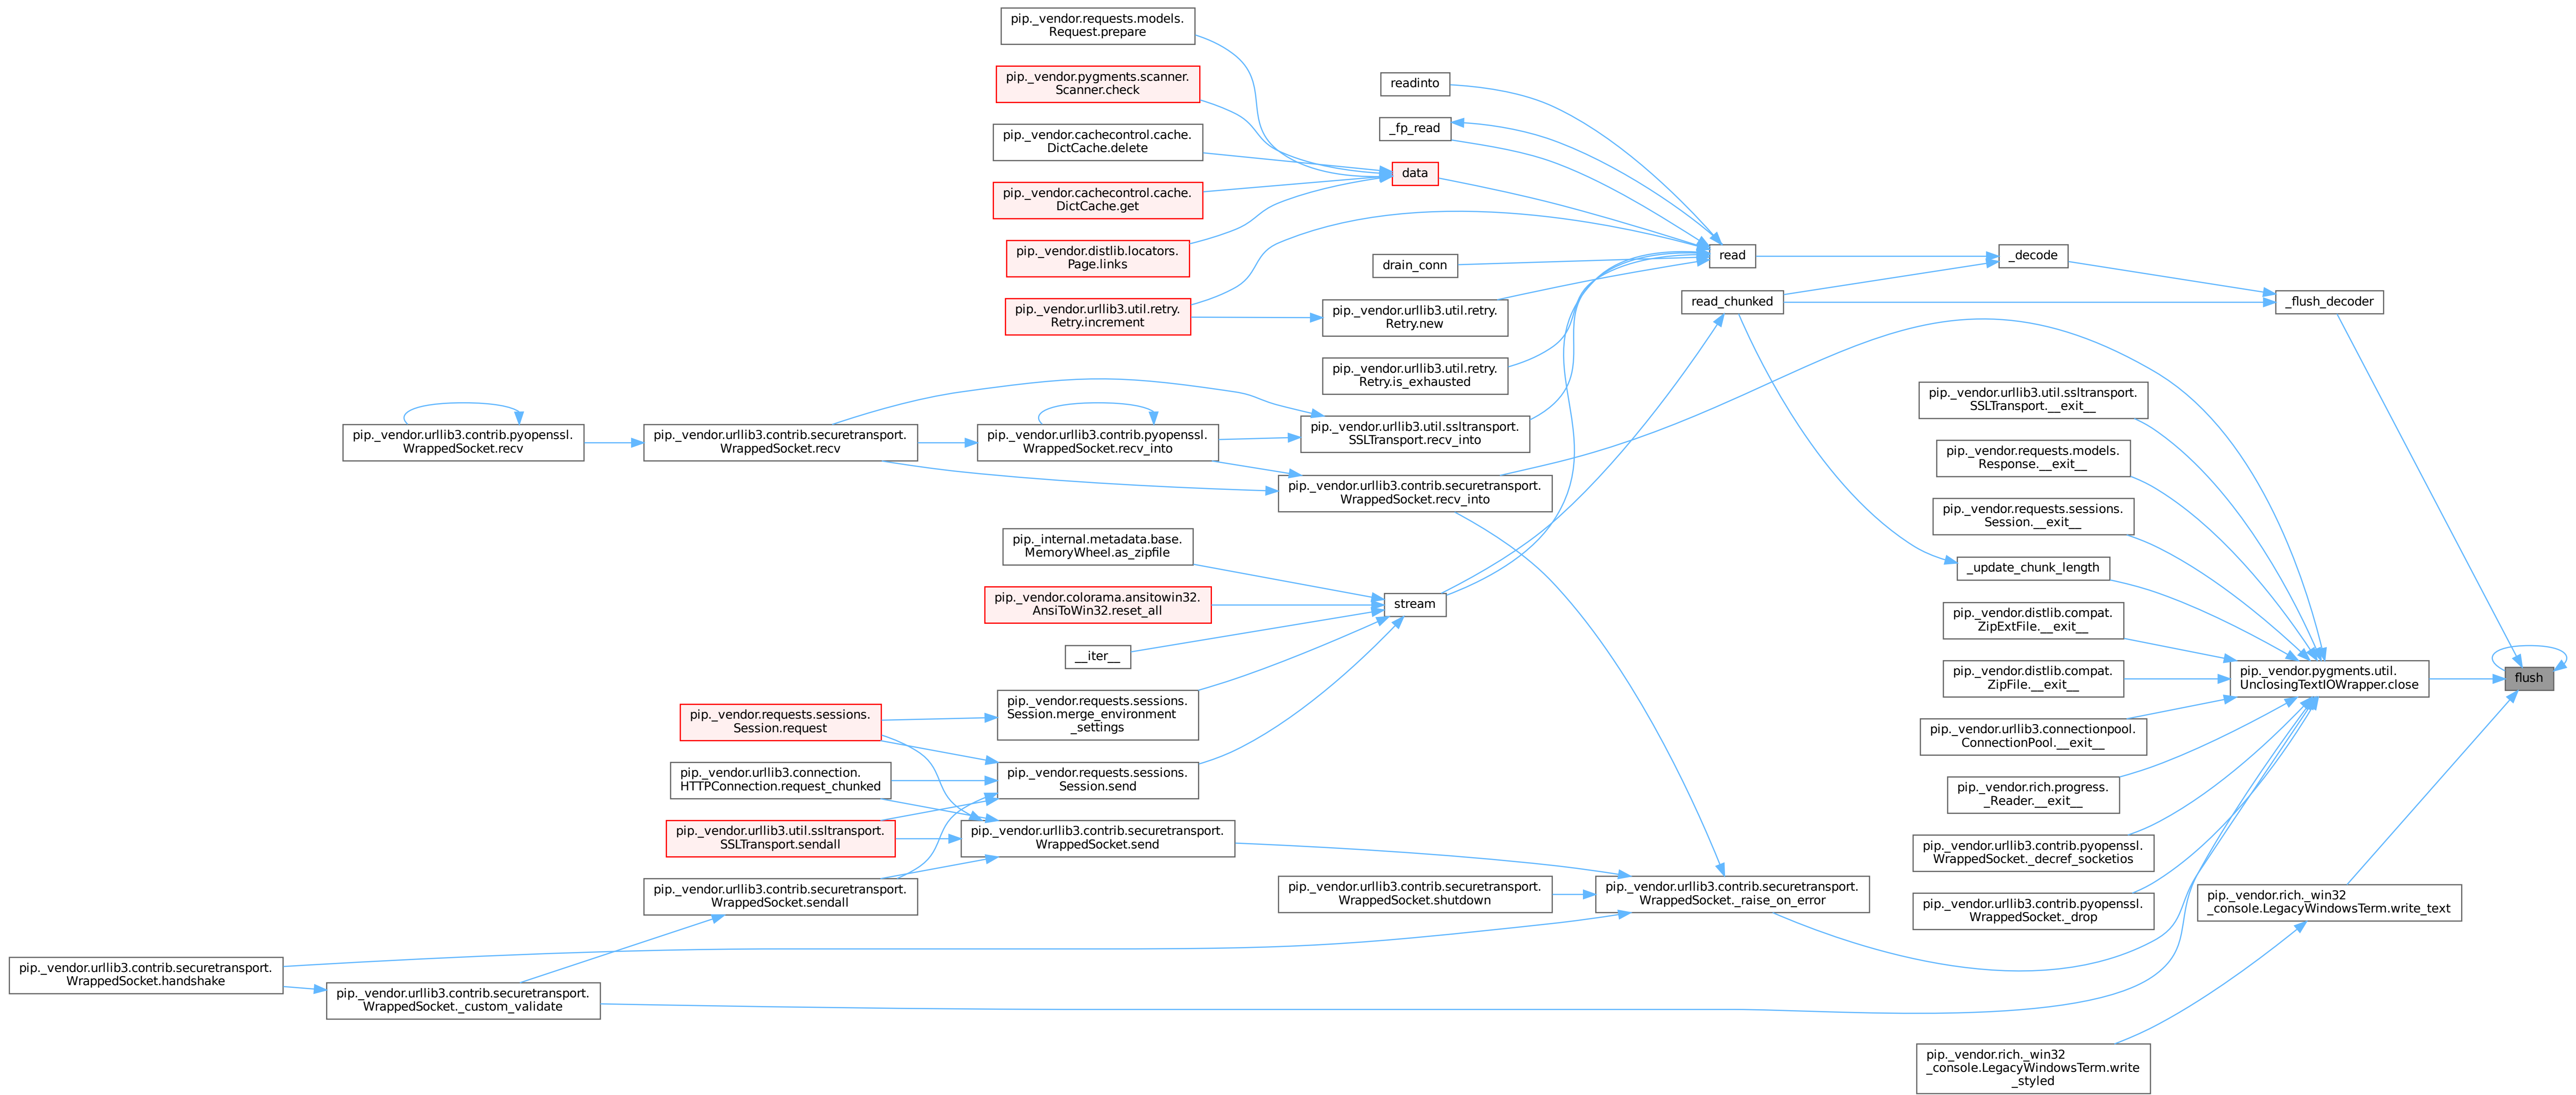 pip._vendor.requests.models.
Request.prepare
pip._vendor.pygments.scanner.
Scanner.check
pip._vendor.cachecontrol.cache.
DictCache.delete
pip._vendor.cachecontrol.cache.
DictCache.get
pip._vendor.distlib.locators.
Page.links
pip._vendor.urllib3.util.retry.
Retry.increment
readinto
_fp_read
data
drain_conn
pip._vendor.urllib3.util.retry.
Retry.new
pip._vendor.urllib3.util.retry.
Retry.is_exhausted
read
read_chunked
_decode
_flush_decoder
pip._vendor.urllib3.contrib.pyopenssl.
WrappedSocket.recv
pip._vendor.urllib3.contrib.securetransport.
WrappedSocket.recv
pip._vendor.urllib3.contrib.pyopenssl.
WrappedSocket.recv_into
pip._vendor.urllib3.util.ssltransport.
SSLTransport.recv_into
pip._vendor.urllib3.contrib.securetransport.
WrappedSocket.recv_into
pip._internal.metadata.base.
MemoryWheel.as_zipfile
pip._vendor.colorama.ansitowin32.
AnsiToWin32.reset_all
__iter__
stream
pip._vendor.requests.sessions.
Session.merge_environment
_settings
pip._vendor.requests.sessions.
Session.request
pip._vendor.requests.sessions.
Session.send
pip._vendor.urllib3.connection.
HTTPConnection.request_chunked
pip._vendor.urllib3.util.ssltransport.
SSLTransport.sendall
pip._vendor.urllib3.contrib.securetransport.
WrappedSocket.send
pip._vendor.urllib3.contrib.securetransport.
WrappedSocket.sendall
pip._vendor.urllib3.contrib.securetransport.
WrappedSocket.shutdown
pip._vendor.urllib3.contrib.securetransport.
WrappedSocket._raise_on_error
pip._vendor.urllib3.contrib.securetransport.
WrappedSocket.handshake
pip._vendor.urllib3.contrib.securetransport.
WrappedSocket._custom_validate
pip._vendor.urllib3.util.ssltransport.
SSLTransport.__exit__
pip._vendor.requests.models.
Response.__exit__
pip._vendor.requests.sessions.
Session.__exit__
_update_chunk_length
pip._vendor.distlib.compat.
ZipExtFile.__exit__
pip._vendor.distlib.compat.
ZipFile.__exit__
pip._vendor.urllib3.connectionpool.
ConnectionPool.__exit__
pip._vendor.rich.progress.
_Reader.__exit__
pip._vendor.urllib3.contrib.pyopenssl.
WrappedSocket._decref_socketios
pip._vendor.urllib3.contrib.pyopenssl.
WrappedSocket._drop
pip._vendor.pygments.util.
UnclosingTextIOWrapper.close
flush
pip._vendor.rich._win32
_console.LegacyWindowsTerm.write_text
pip._vendor.rich._win32
_console.LegacyWindowsTerm.write
_styled